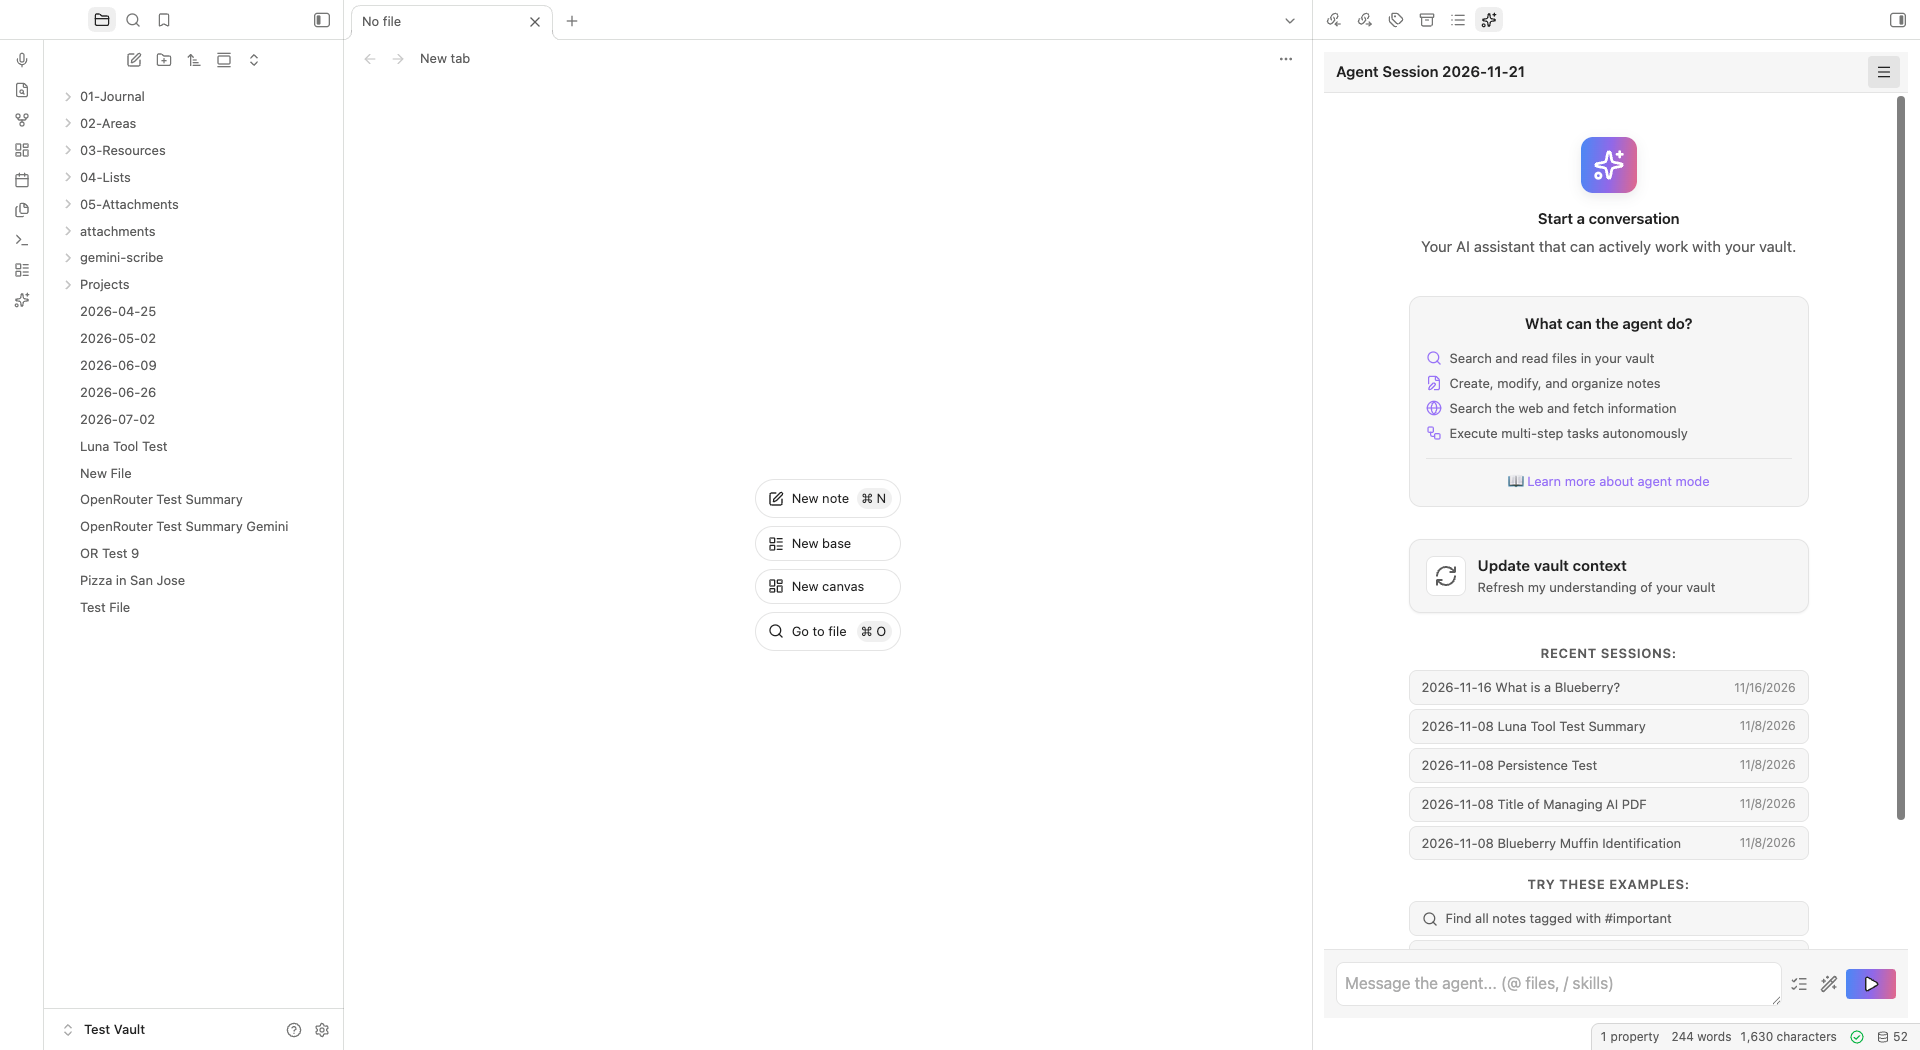 No file
New tab
01-Journal
02-Areas
03-Resources
04-Lists
05-Attachments
attachments
gemini-scribe
Projects
2026-04-25
2026-05-02
2026-06-09
2026-06-26
2026-07-02
Luna Tool Test
New File
OpenRouter Test Summary
OpenRouter Test Summary Gemini
OR Test 9
Pizza in San Jose
Test File
Test Vault
New note ⌘ N
New base
New canvas
Go to file ⌘ O
Agent Session 2026-11-21
Start a conversation
Your AI assistant that can actively work with your vault.
What can the agent do?
Search and read files in your vault
Create, modify, and organize notes
Search the web and fetch information
Execute multi-step tasks autonomously
📖 Learn more about agent mode
Update vault context
Refresh my understanding of your vault
RECENT SESSIONS:
2026-11-16 What is a Blueberry? 11/16/2026
2026-11-08 Luna Tool Test Summary 11/8/2026
2026-11-08 Persistence Test 11/8/2026
2026-11-08 Title of Managing AI PDF 11/8/2026
2026-11-08 Blueberry Muffin Identification 11/8/2026
TRY THESE EXAMPLES:
Find all notes tagged with #important
Message the agent... (@ files, / skills)
1 property 244 words 1,630 characters 52